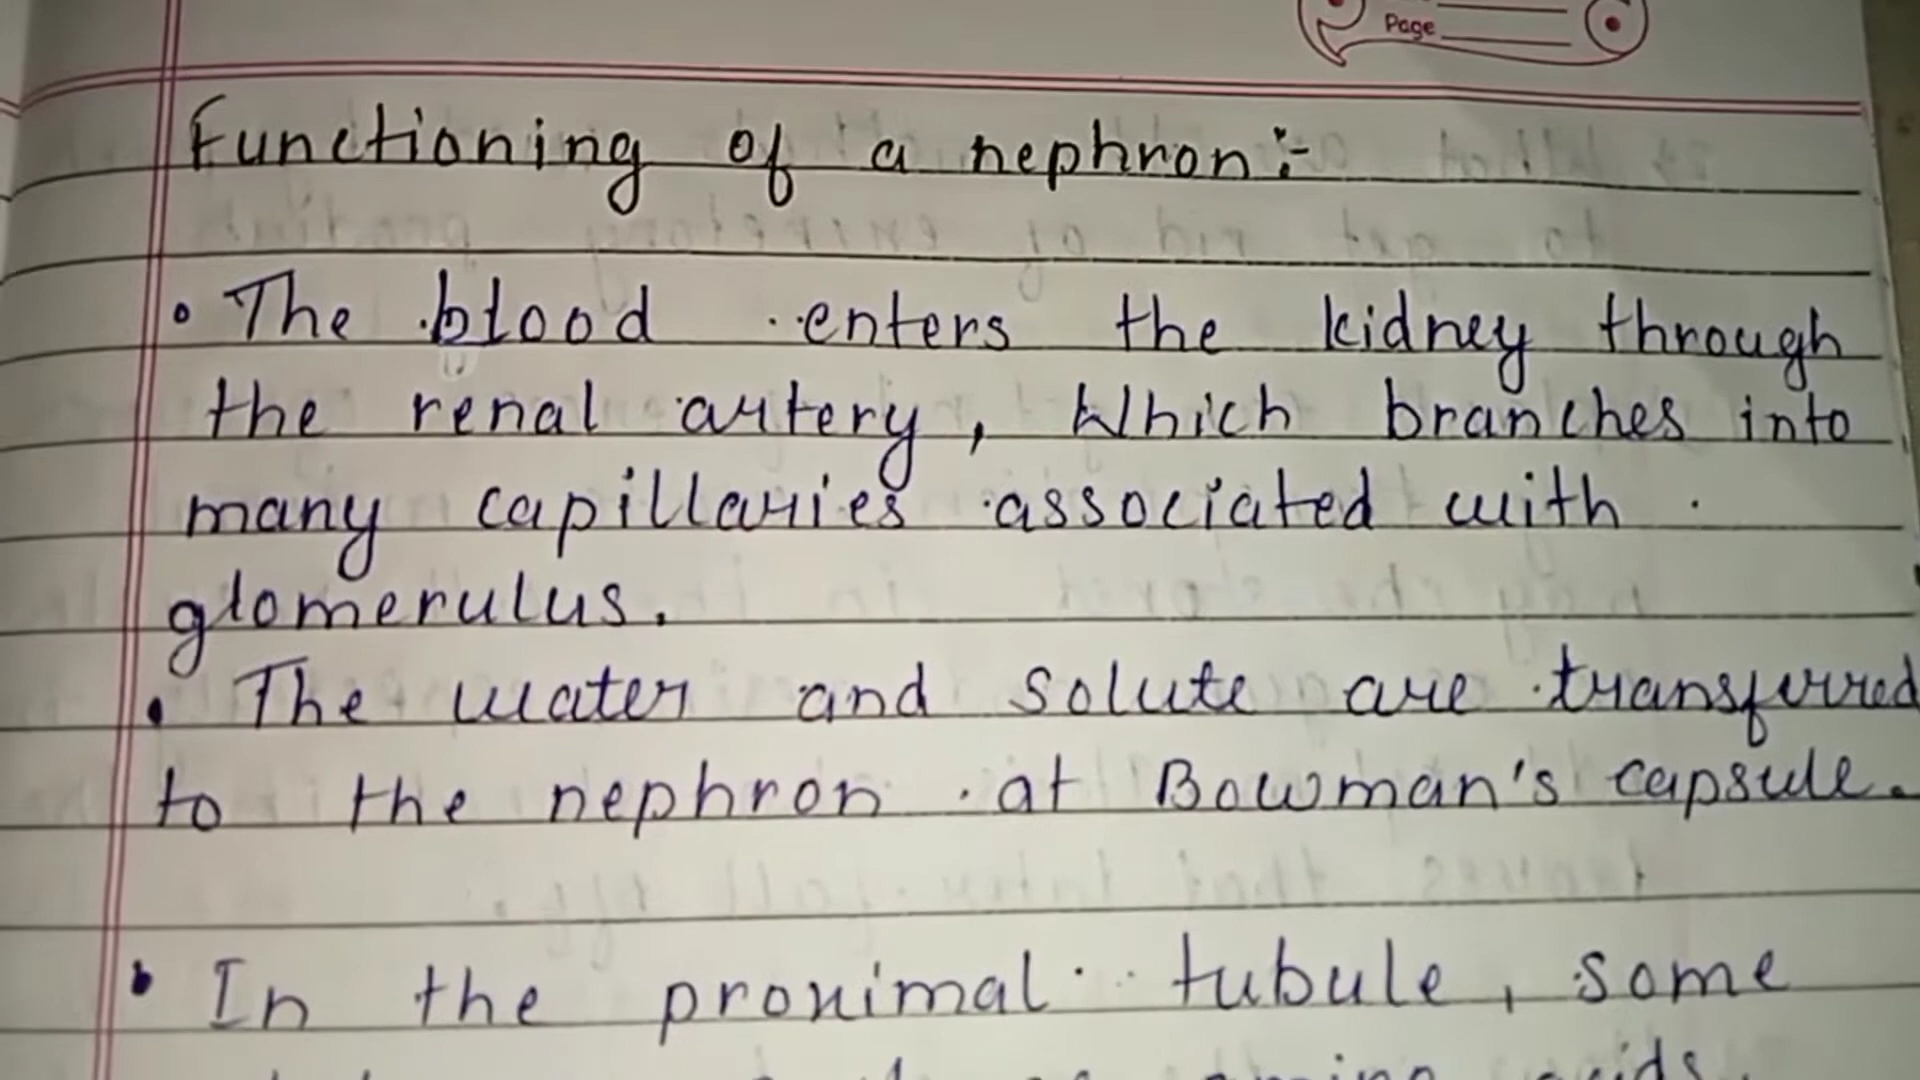 Page
Functioning of a nephron :-
• The blood enters the kidney through
the renal artery, Which branches into
many capillaries associated with
glomerulus.
• The water and solute are transferred
to the nephron at Bowman's capsule.
• In the proximal tubule, some
amino acids